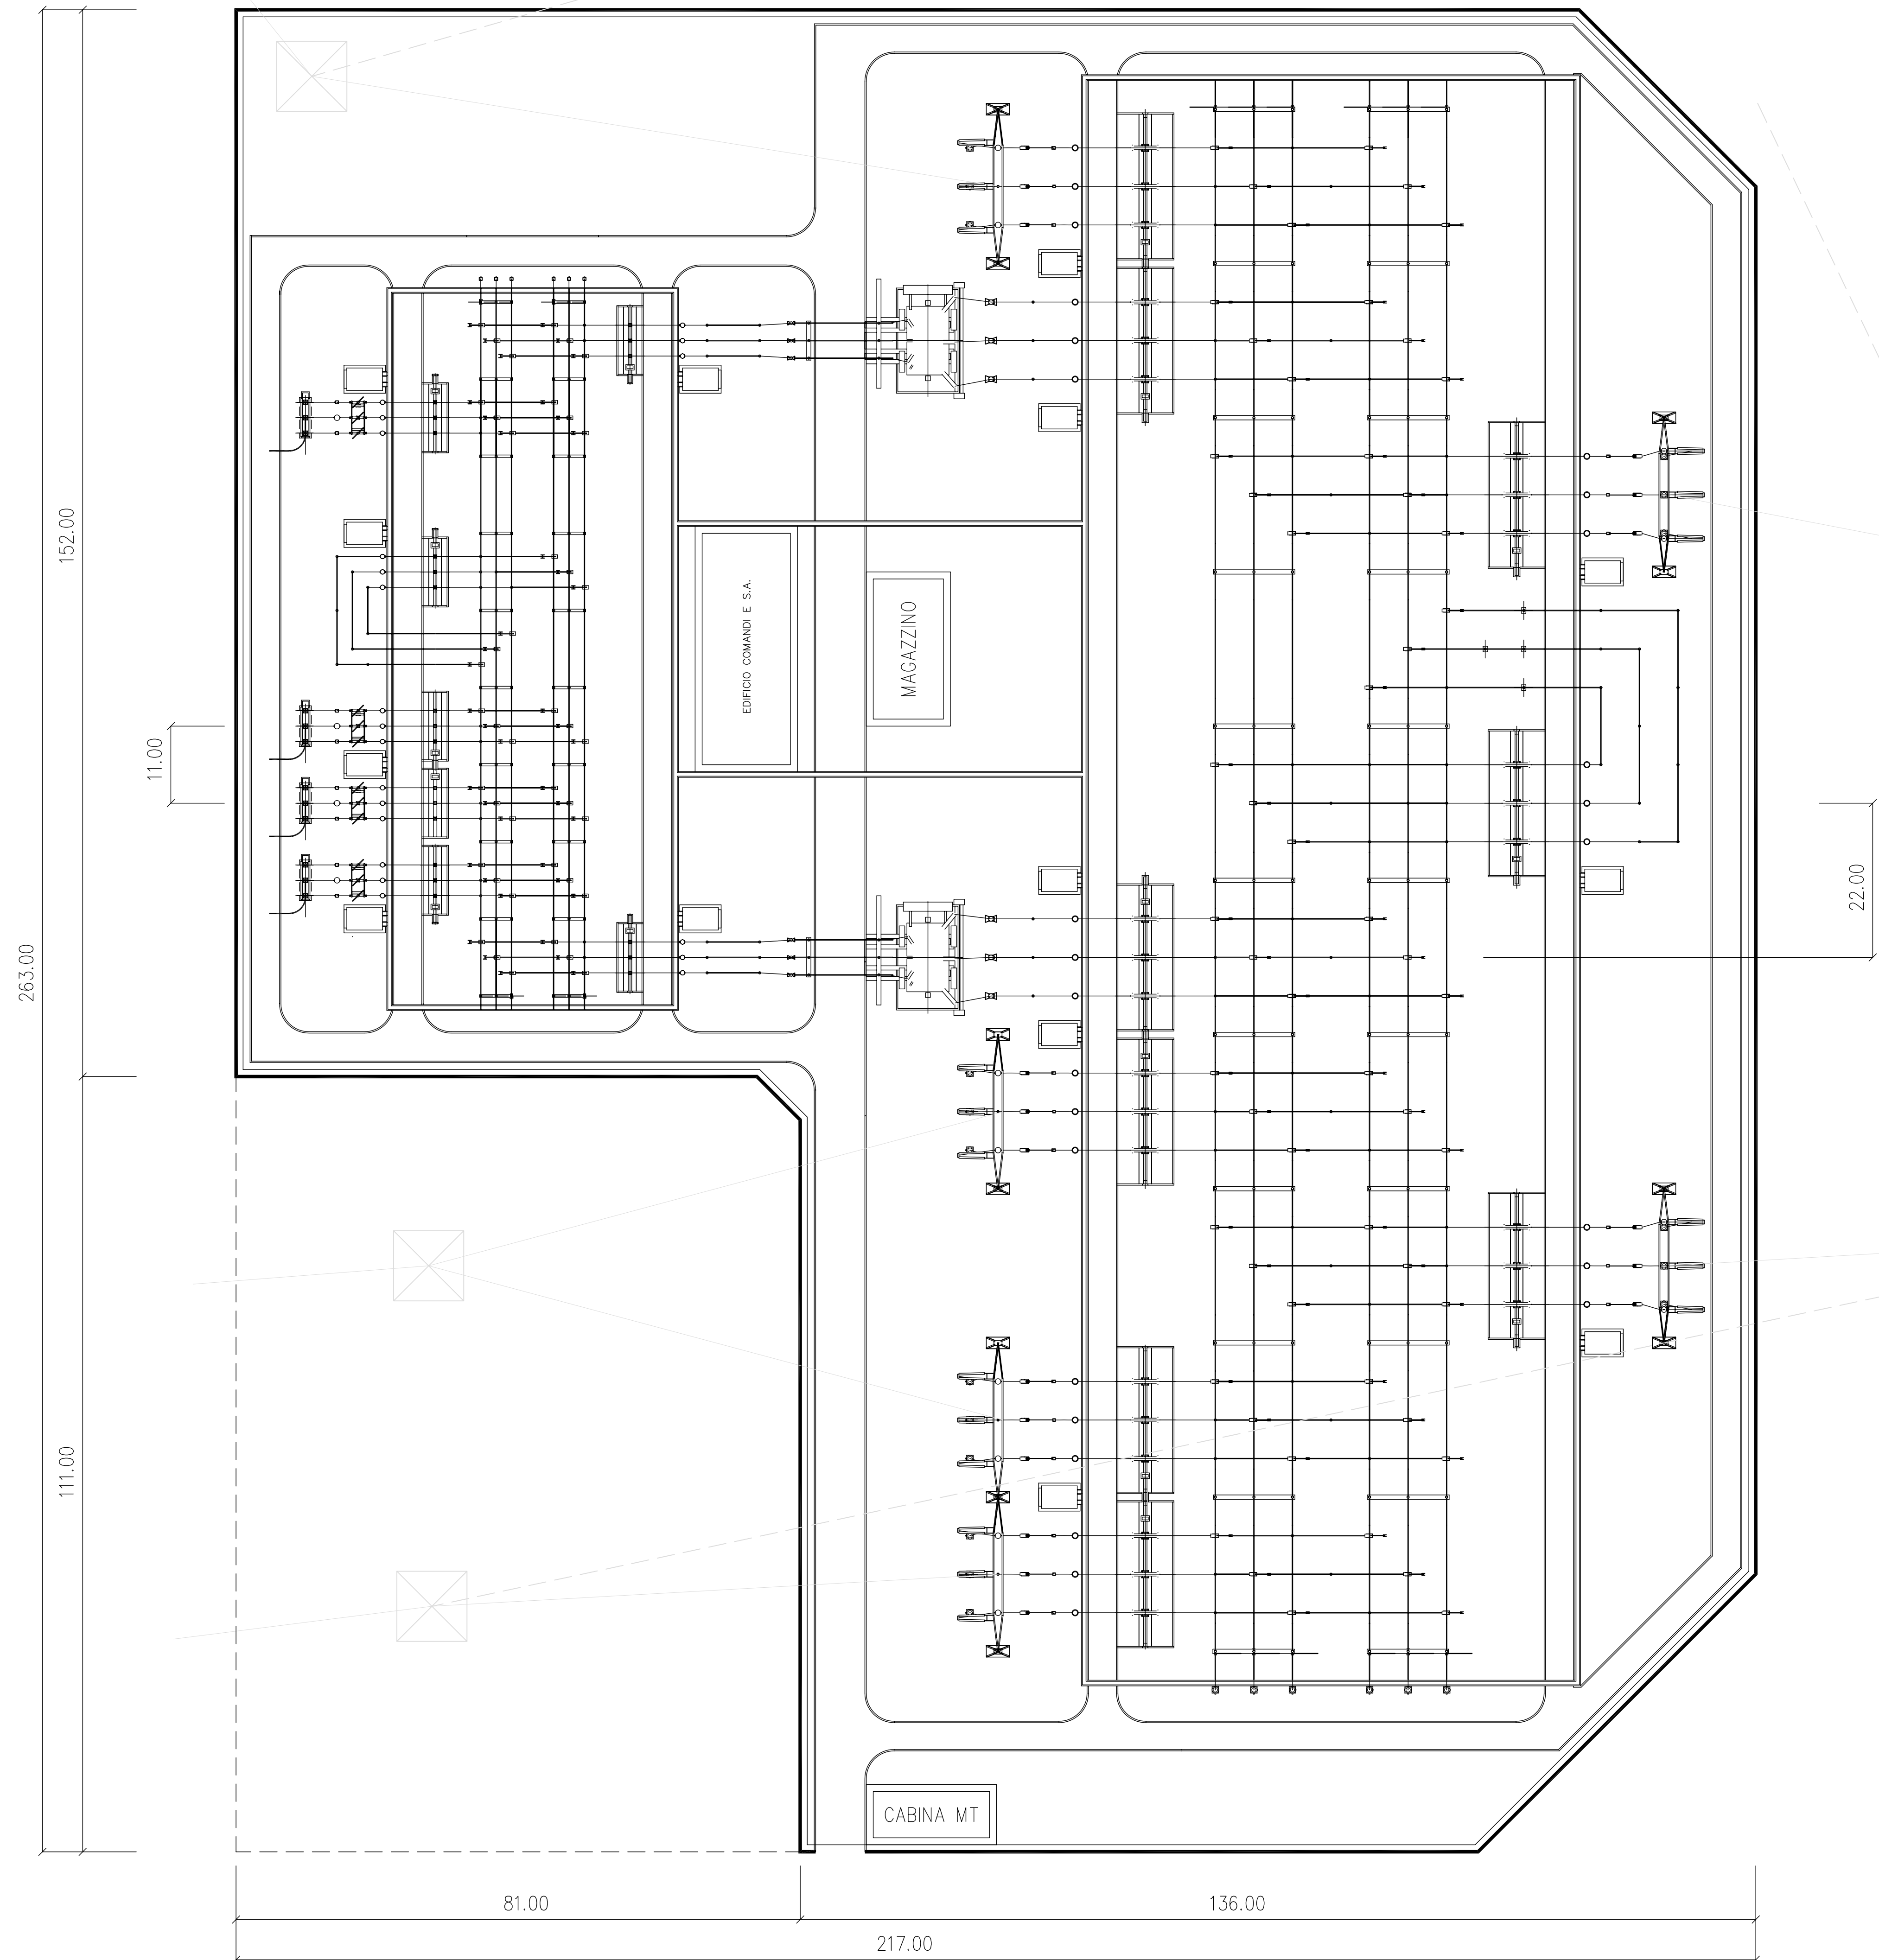 152.00
EDIFICIO COMANDI E S.A.
MAGAZZINO
11.00
22.00
263.00
111.00
CABINA MT
81.00
136.00
217.00